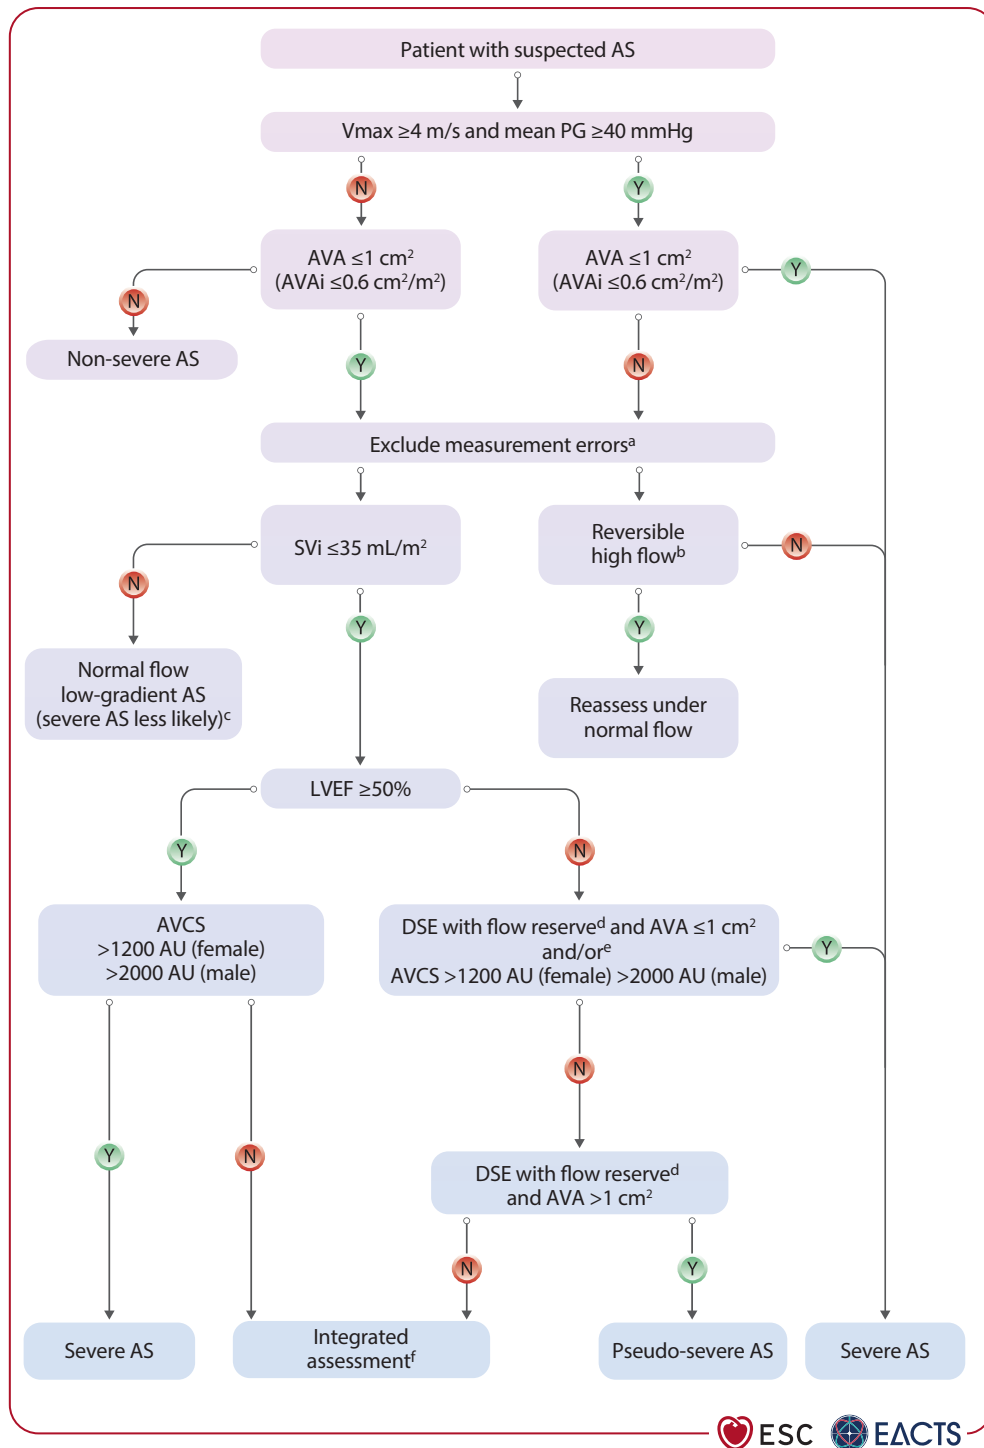 Patient with suspected AS
Vmax ≥4 m/s and mean PG ≥40 mmHg
N
Y
AVA ≤1 cm²
(AVAi ≤0.6 cm²/m²)
AVA ≤1 cm²
(AVAi ≤0.6 cm²/m²)
Y
N
Non-severe AS
Y
N
Exclude measurement errorsᵃ
SVi ≤35 mL/m²
Reversible
high flowᵇ
N
N
Y
Y
Normal flow
low-gradient AS
(severe AS less likely)ᶜ
Reassess under
normal flow
LVEF ≥50%
Y
N
AVCS
>1200 AU (female)
>2000 AU (male)
DSE with flow reserveᵈ and AVA ≤1 cm²
and/orᵉ
AVCS >1200 AU (female) >2000 AU (male)
Y
N
Y
N
DSE with flow reserveᵈ
and AVA >1 cm²
N
Y
Severe AS
Integrated
assessmentᶠ
Pseudo-severe AS
Severe AS
ESC
EACTS